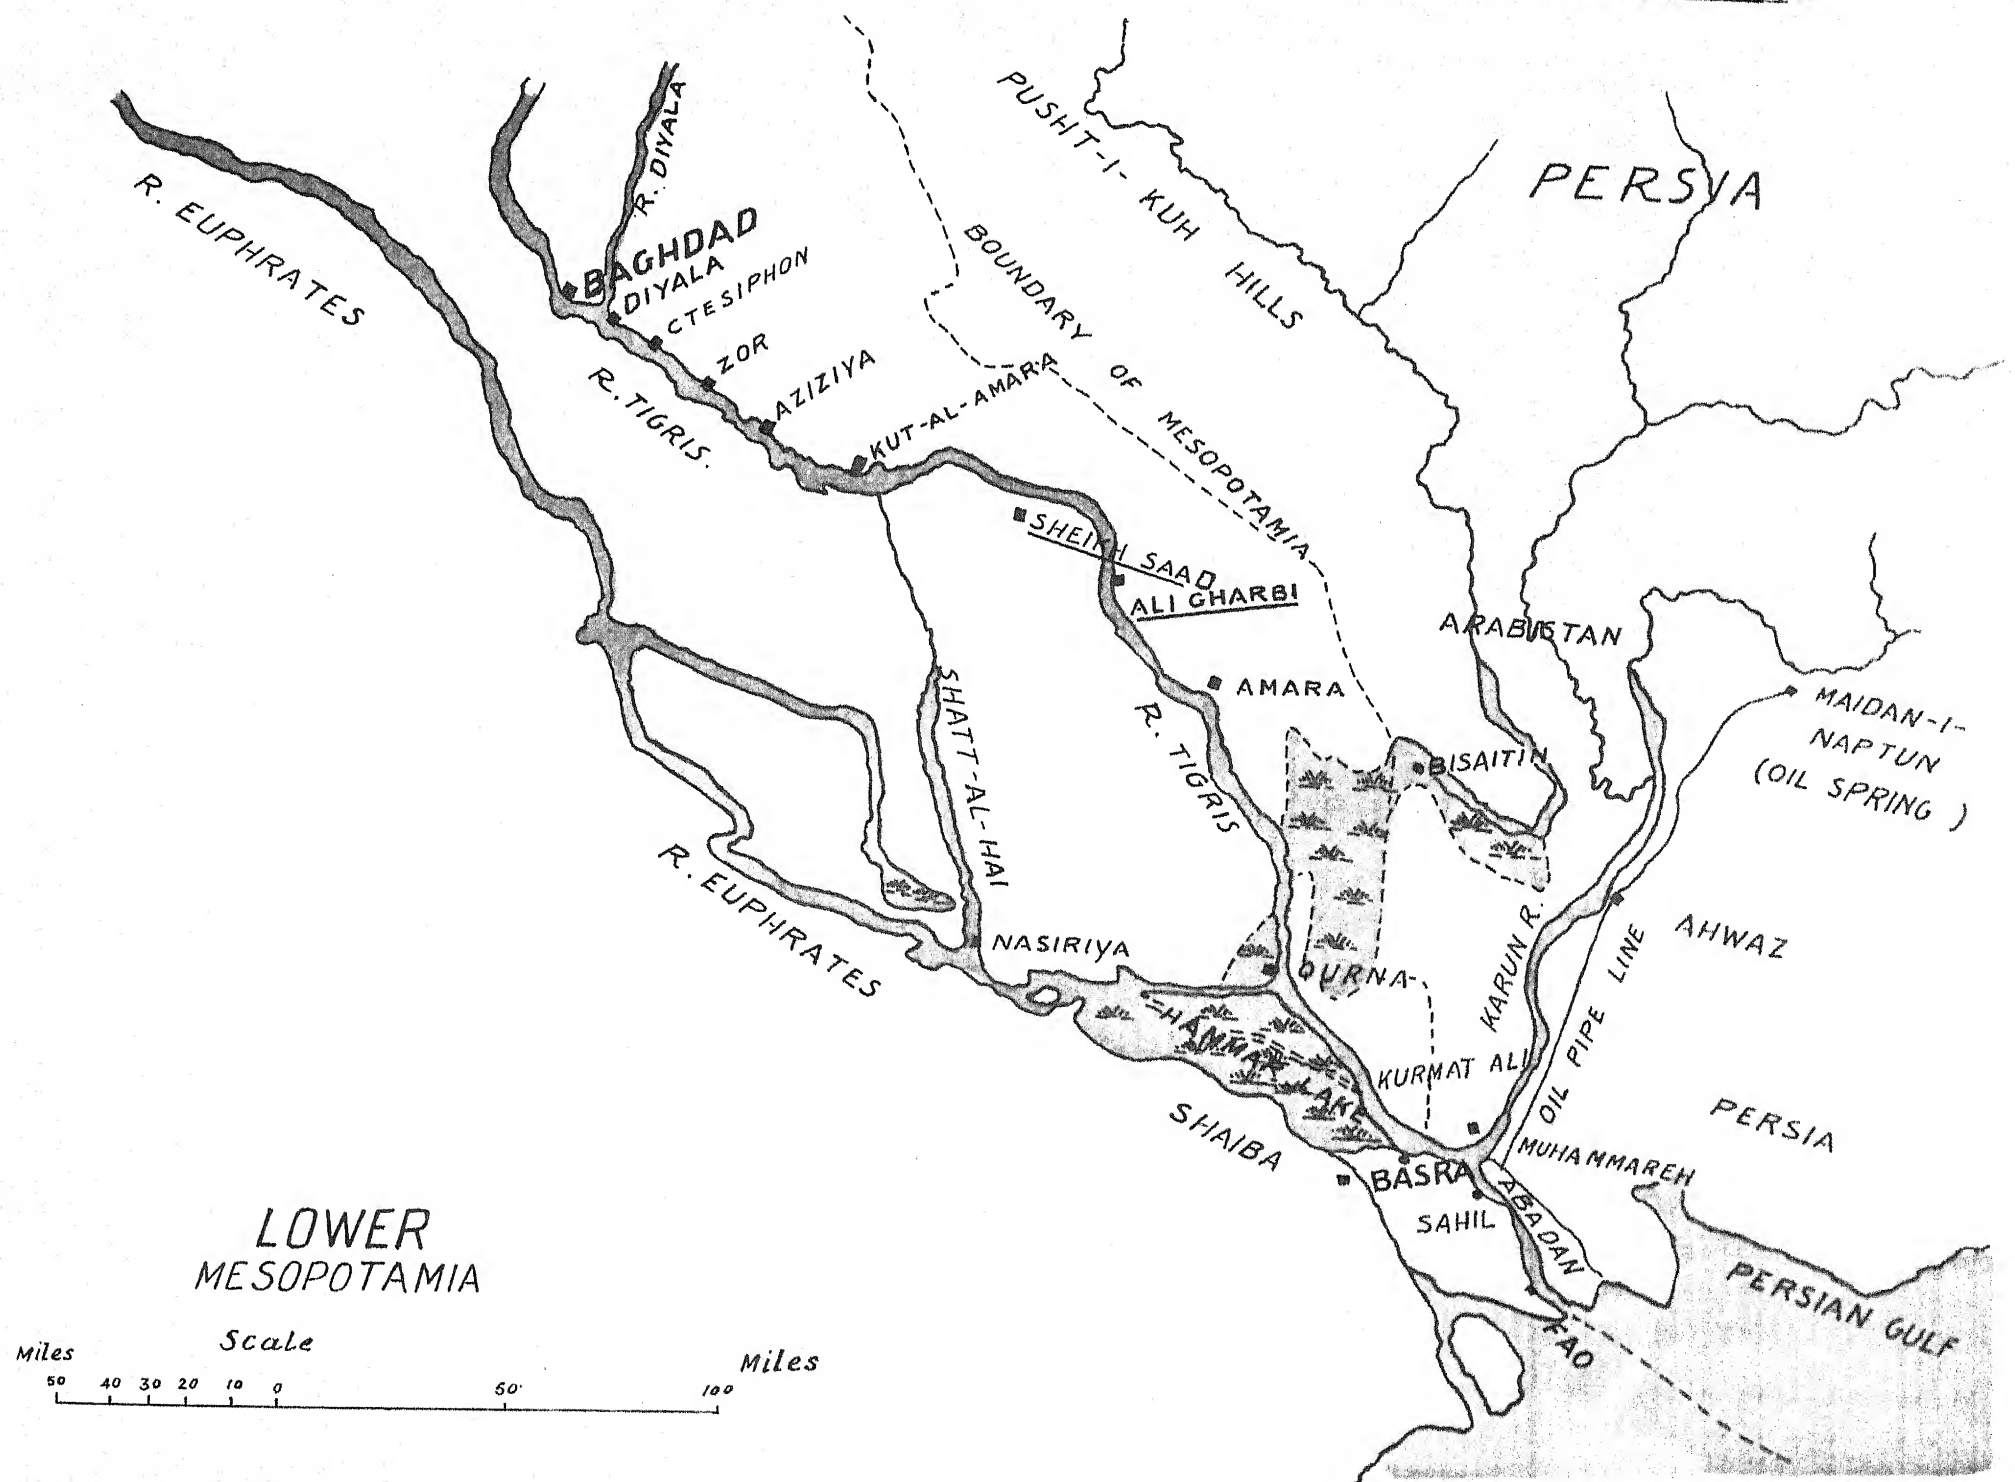 PUSHT-I-KUH HILLS
PERSIA
R. DIYALA
R. EUPHRATES
BAGHDAD
DIYALA
CTESIPHON
BOUNDARY OF MESOPOTAMIA
ZOR
R. TIGRIS.
AZIZIYA
KUT-AL-AMARA
SHEIKH SAAD
ALI GHARBI
ARABISTAN
AMARA
SHATT-AL-HAI
R. TIGRIS
MAIDAN-I-
NAPTUN
(OIL SPRING )
BISAITIN
R. EUPHRATES
NASIRIYA
QURNA
KARUN R.
AHWAZ
OIL PIPE LINE
HAMMAR LAKE
KURMAT ALI
SHAIBA
PERSIA
MUHAMMAREH
BASRA
SAHIL
ABADAN
PERSIAN GULF
FAO
LOWER
MESOPOTAMIA
Scale
Miles
Miles
50 40 30 20 10 0 50 100